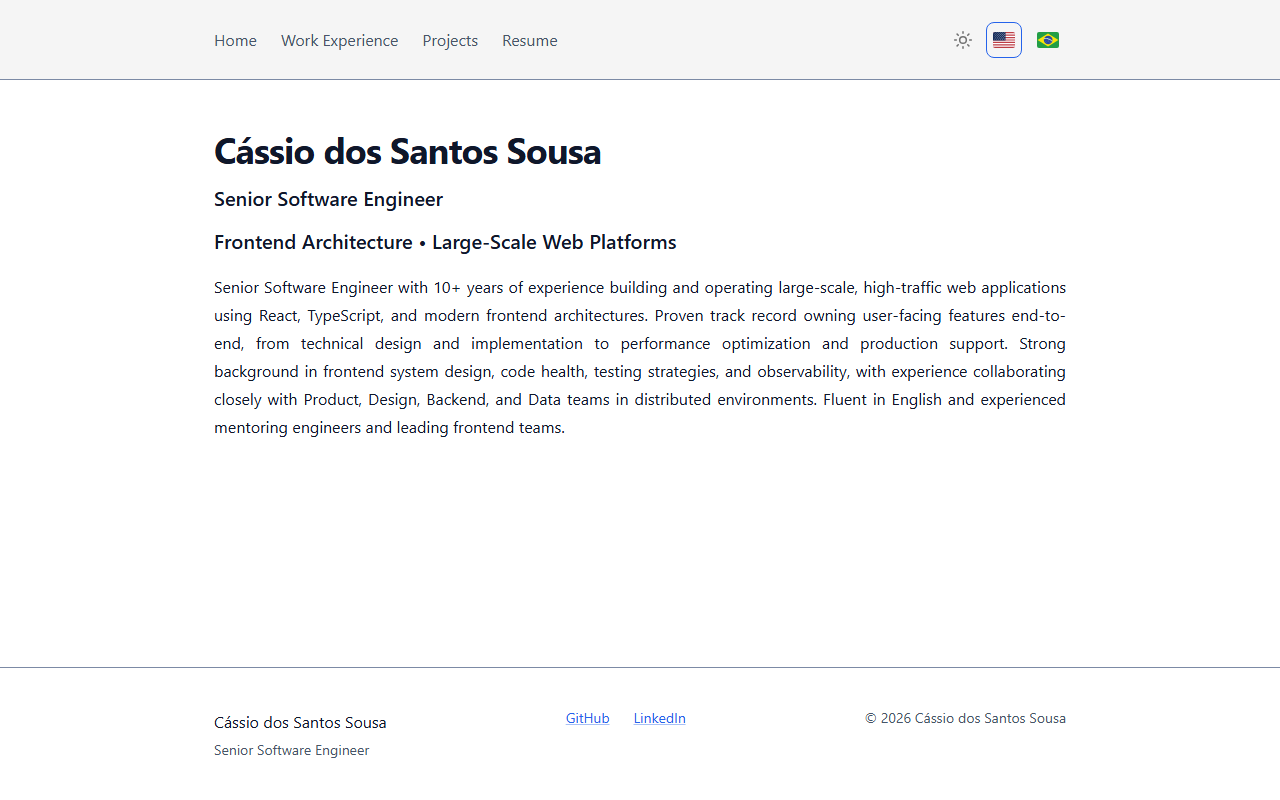 Home Work Experience Projects Resume
Cássio dos Santos Sousa
Senior Software Engineer
Frontend Architecture • Large-Scale Web Platforms
Senior Software Engineer with 10+ years of experience building and operating large-scale, high-traffic web applications
using React, TypeScript, and modern frontend architectures. Proven track record owning user-facing features end-to-
end, from technical design and implementation to performance optimization and production support. Strong
background in frontend system design, code health, testing strategies, and observability, with experience collaborating
closely with Product, Design, Backend, and Data teams in distributed environments. Fluent in English and experienced
mentoring engineers and leading frontend teams.
Cássio dos Santos Sousa
Senior Software Engineer
GitHub LinkedIn
© 2026 Cássio dos Santos Sousa